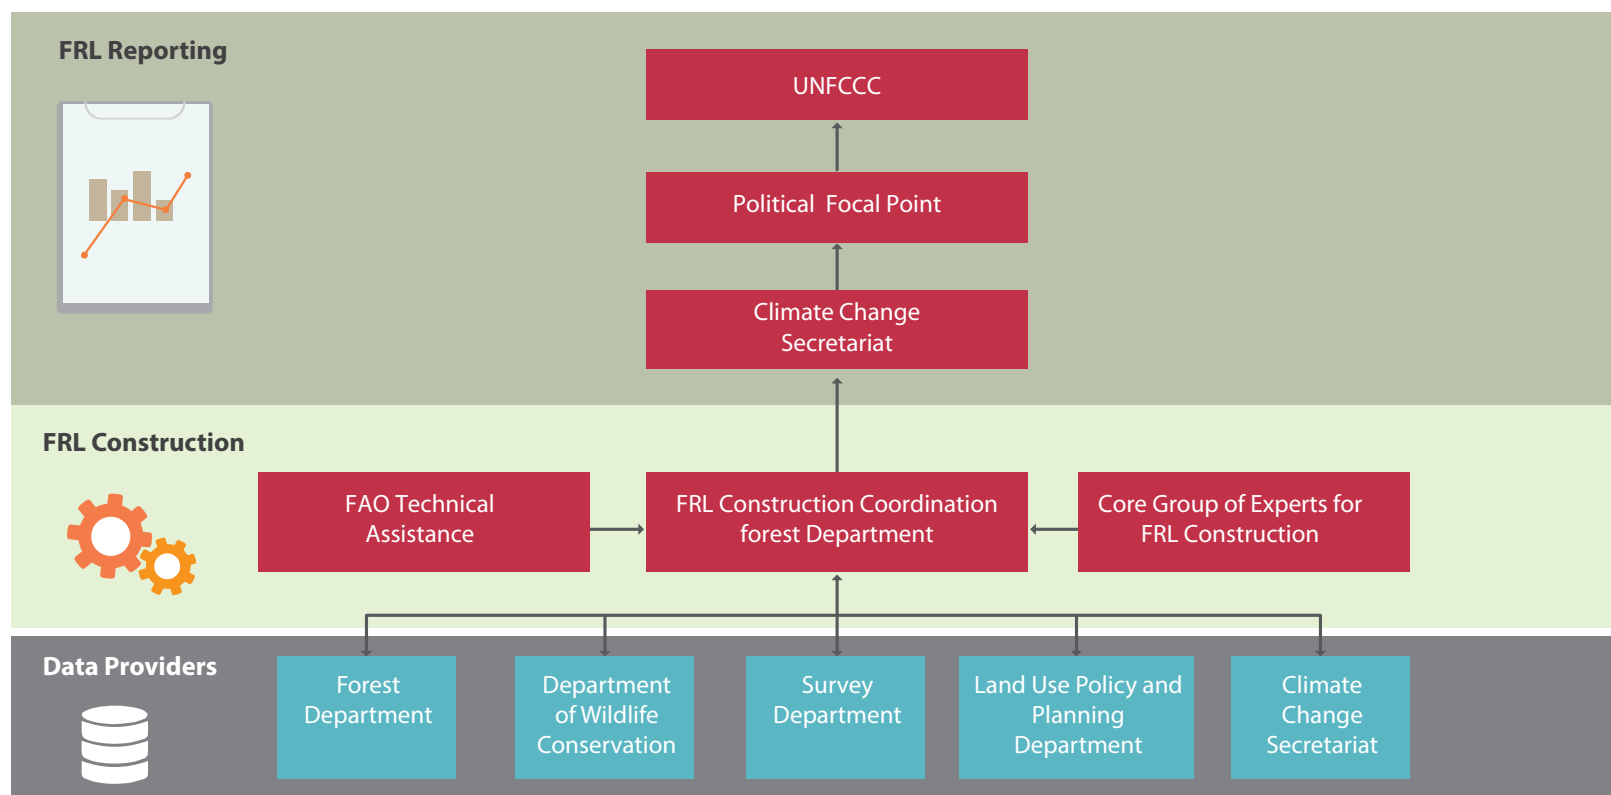 FRL Reporting
UNFCCC
Political Focal Point
Climate Change
Secretariat
FRL Construction
FAO Technical
Assistance
FRL Construction Coordination
forest Department
Core Group of Experts for
FRL Construction
Data Providers
Forest
Department
Department
of Wildlife
Conservation
Survey
Department
Land Use Policy and
Planning
Department
Climate
Change
Secretariat